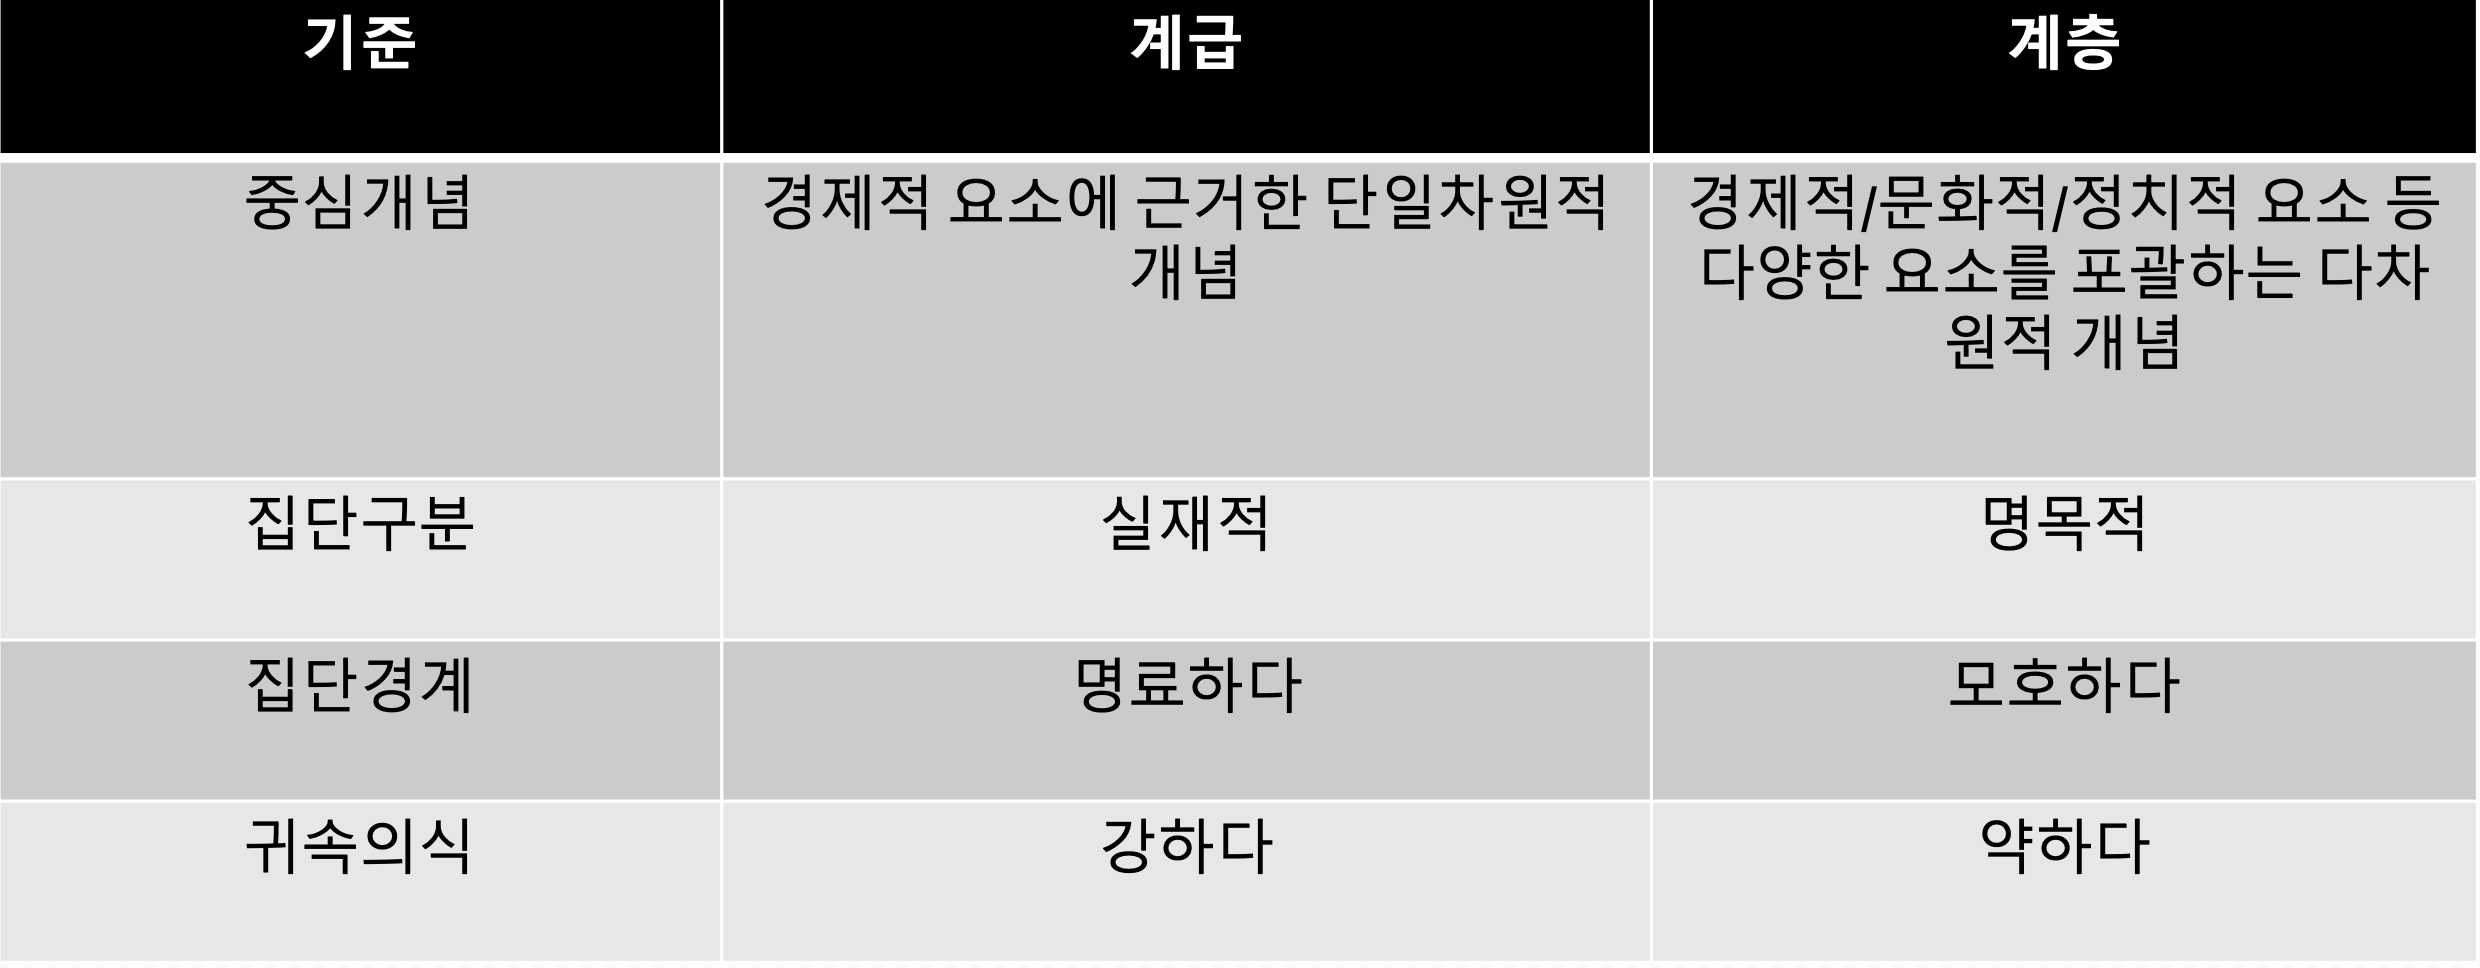 기준
계급
계층
중심개념
경제적 요소에 근거한 단일차원적
개념
경제적/문화적/정치적 요소 등
다양한 요소를 포괄하는 다차
원적 개념
집단구분
실재적
명목적
집단경계
명료하다
모호하다
귀속의식
강하다
약하다